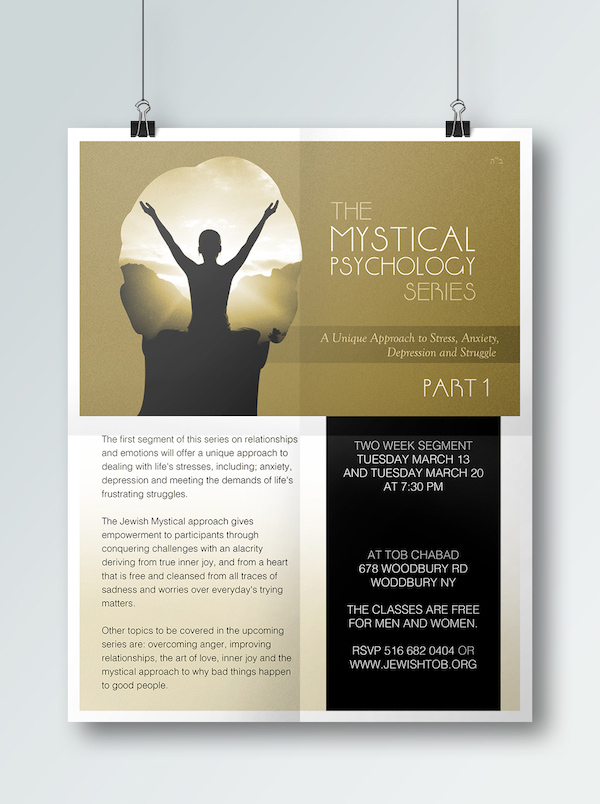 ב״ה
THE
MYSTICAL
PSYCHOLOGY
SERIES
A Unique Approach to Stress, Anxiety,
Depression and Struggle
PART 1
The first segment of this series on relationships
and emotions will offer a unique approach to
dealing with life's stresses, including; anxiety,
depression and meeting the demands of life's
frustrating struggles.
The Jewish Mystical approach gives
empowerment to participants through
conquering challenges with an alacrity
deriving from true inner joy, and from a heart
that is free and cleansed from all traces of
sadness and worries over everyday's trying
matters.
Other topics to be covered in the upcoming
series are: overcoming anger, improving
relationships, the art of love, inner joy and the
mystical approach to why bad things happen
to good people.
TWO WEEK SEGMENT
TUESDAY MARCH 13
AND TUESDAY MARCH 20
AT 7:30 PM
AT TOB CHABAD
678 WOODBURY RD
WODDBURY NY
THE CLASSES ARE FREE
FOR MEN AND WOMEN.
RSVP 516 682 0404 OR
WWW.JEWISHTOB.ORG